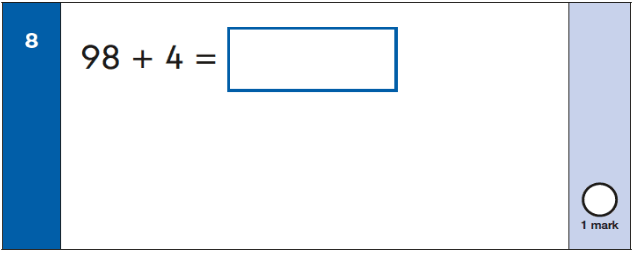 8
98 + 4 =
1 mark